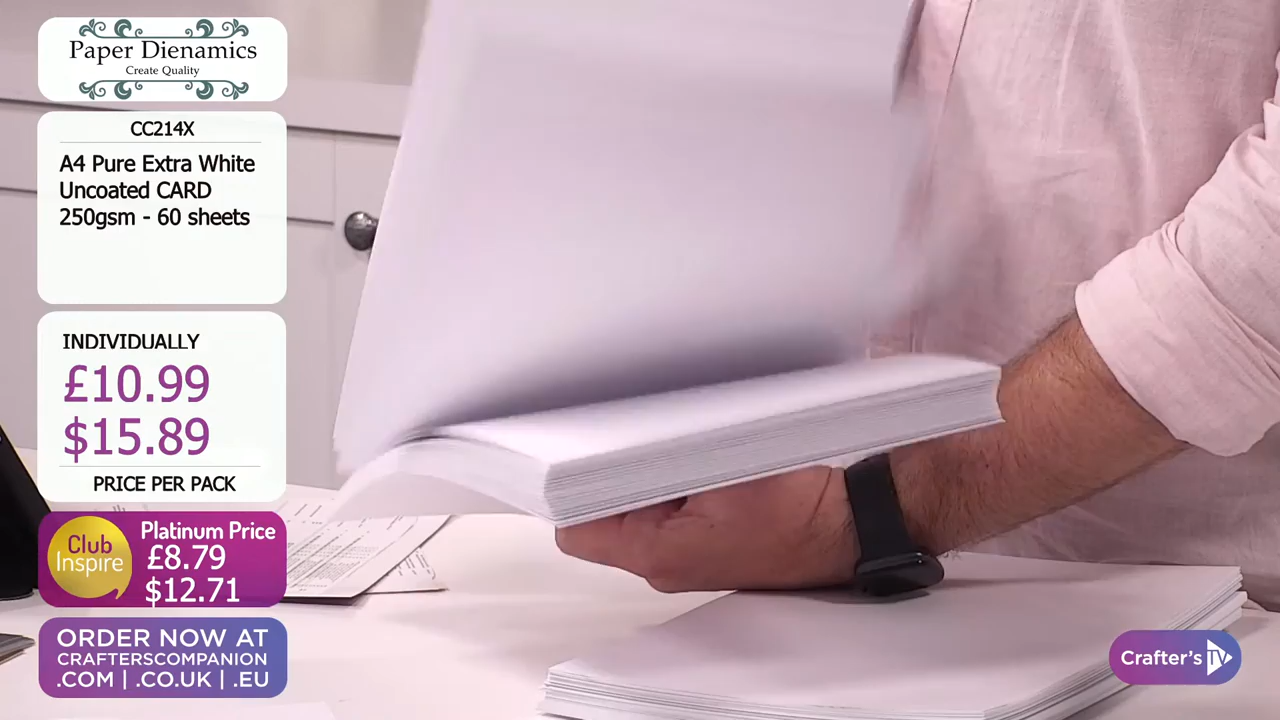 Paper Dienamics
Create Quality
CC214X
A4 Pure Extra White
Uncoated CARD
250gsm - 60 sheets
INDIVIDUALLY
£10.99
$15.89
PRICE PER PACK
Club
Inspire
Platinum Price
£8.79
$12.71
ORDER NOW AT
CRAFTERSCOMPANION
.COM | .CO.UK | .EU
Crafter's TV